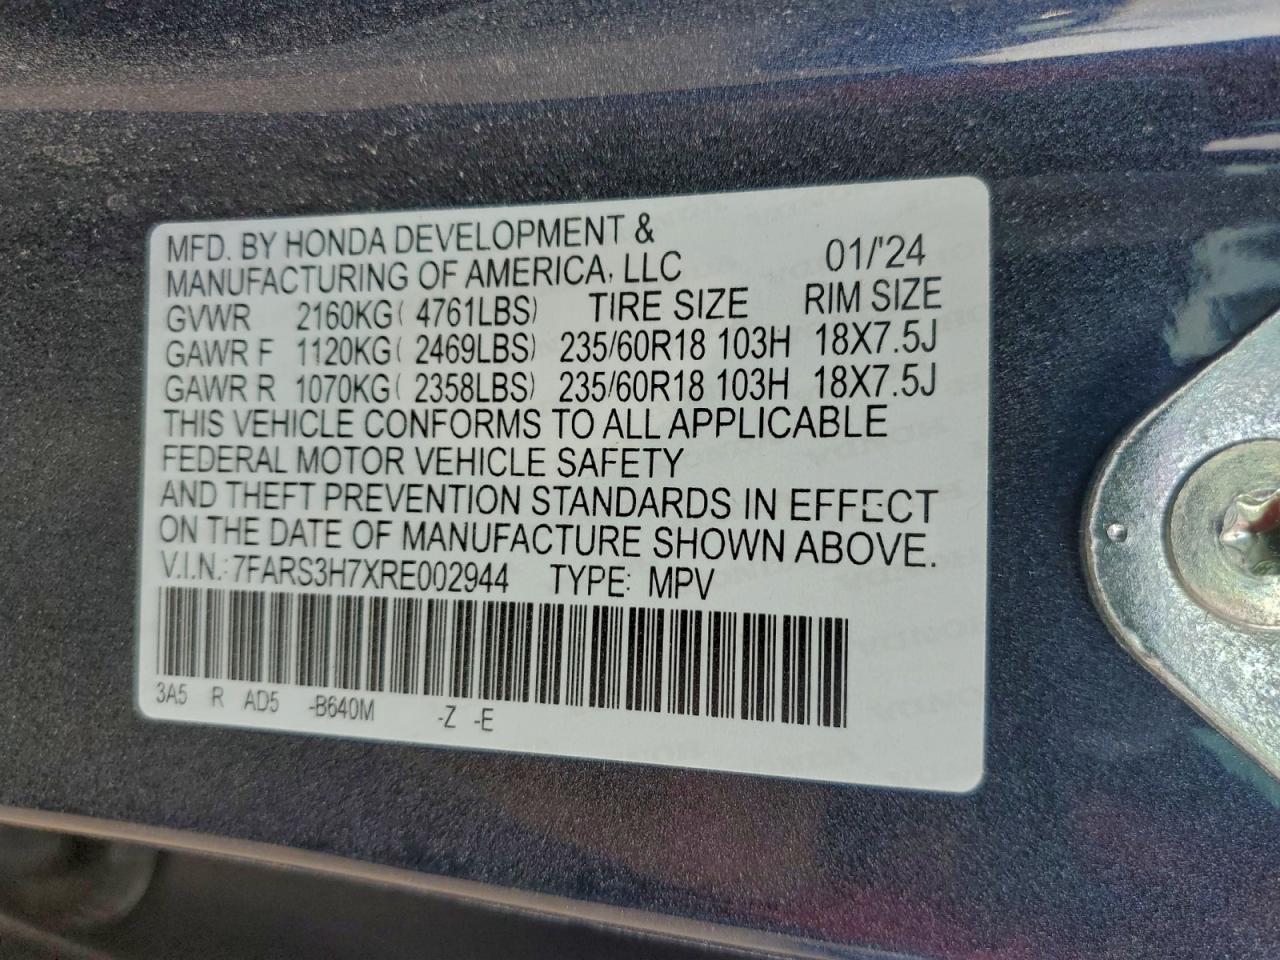 MFD. BY HONDA DEVELOPMENT &
MANUFACTURING OF AMERICA, LLC 01/'24
GVWR 2160KG( 4761LBS) TIRE SIZE RIM SIZE
GAWR F 1120KG( 2469LBS) 235/60R18 103H 18X7.5J
GAWR R 1070KG( 2358LBS) 235/60R18 103H 18X7.5J
THIS VEHICLE CONFORMS TO ALL APPLICABLE
FEDERAL MOTOR VEHICLE SAFETY
AND THEFT PREVENTION STANDARDS IN EFFECT
ON THE DATE OF MANUFACTURE SHOWN ABOVE.
V.I.N.: 7FARS3H7XRE002944 TYPE: MPV
3A5 R AD5 -B640M -Z -E